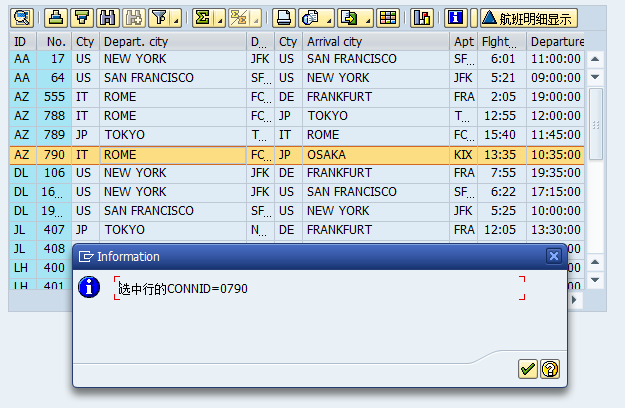 航班明细显示
ID No. Cty Depart. city D... Cty Arrival city Apt Flght... Departure
AA 17 US NEW YORK JFK US SAN FRANCISCO SF... 6:01 11:00:00
AA 64 US SAN FRANCISCO SF... US NEW YORK JFK 5:21 09:00:00
AZ 555 IT ROME FC... DE FRANKFURT FRA 2:05 19:00:00
AZ 788 IT ROME FC... JP TOKYO T... 12:55 12:00:00
AZ 789 JP TOKYO T... IT ROME FC... 15:40 11:45:00
AZ 790 IT ROME FC... JP OSAKA KIX 13:35 10:35:00
DL 106 US NEW YORK JFK DE FRANKFURT FRA 7:55 19:35:00
DL 16... US NEW YORK JFK US SAN FRANCISCO SF... 6:22 17:15:00
DL 19... US SAN FRANCISCO SF... US NEW YORK JFK 5:25 10:00:00
JL 407 JP TOKYO N... DE FRANKFURT FRA 12:05 13:30:00
JL 408
LH 400
LH 401
Information
选中行的CONNID=0790